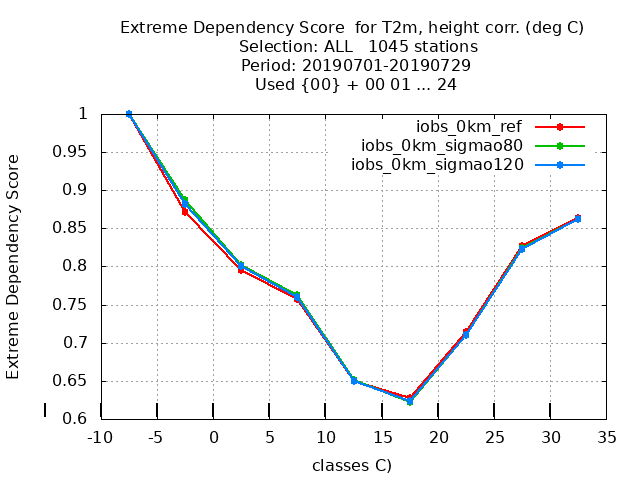 Extreme Dependency Score  for T2m, height corr. (deg C)
Selection: ALL   1045 stations
Period: 20190701-20190729
Used {00} + 00 01 ... 24
iobs_0km_ref
iobs_0km_sigmao80
iobs_0km_sigmao120
Extreme Dependency Score
1
0.95
0.9
0.85
0.8
0.75
0.7
0.65
0.6
-10 -5 0 5 10 15 20 25 30 35
classes C)